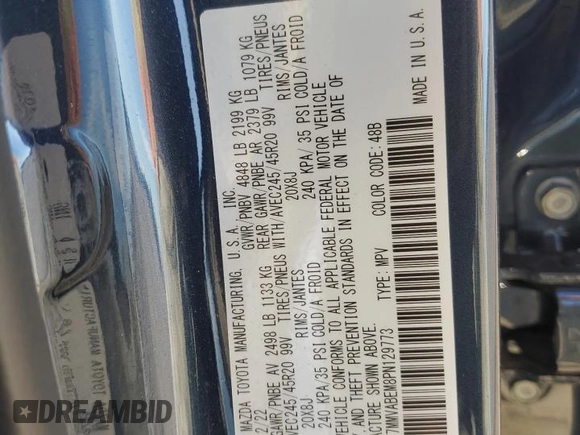 MAZDA TOYOTA MANUFACTURING, U.S.A., INC.
2.22 GVWR/PNBV 4848 LB 2199 KG
GAWR/PNBE AV 2498 LB 1133 KG REAR GAWR/PNBE AR 2379 LB 1079 KG
AVEC245/45R20 99V TIRES/PNEUS WITH/AVEC245/45R20 99V TIRES/PNEUS
20X8J RIMS/JANTES 20X8J RIMS/JANTES
240 KPA/35 PSI COLD/A FROID 240 KPA/35 PSI COLD/A FROID
VEHICLE CONFORMS TO ALL APPLICABLE FEDERAL MOTOR VEHICLE
AND THEFT PREVENTION STANDARDS IN EFFECT ON THE DATE OF
SHOWN ABOVE.
7MMVABEM8PN129773 TYPE: MPV COLOR CODE: 48B
MADE IN U.S.A.
DREAMBID